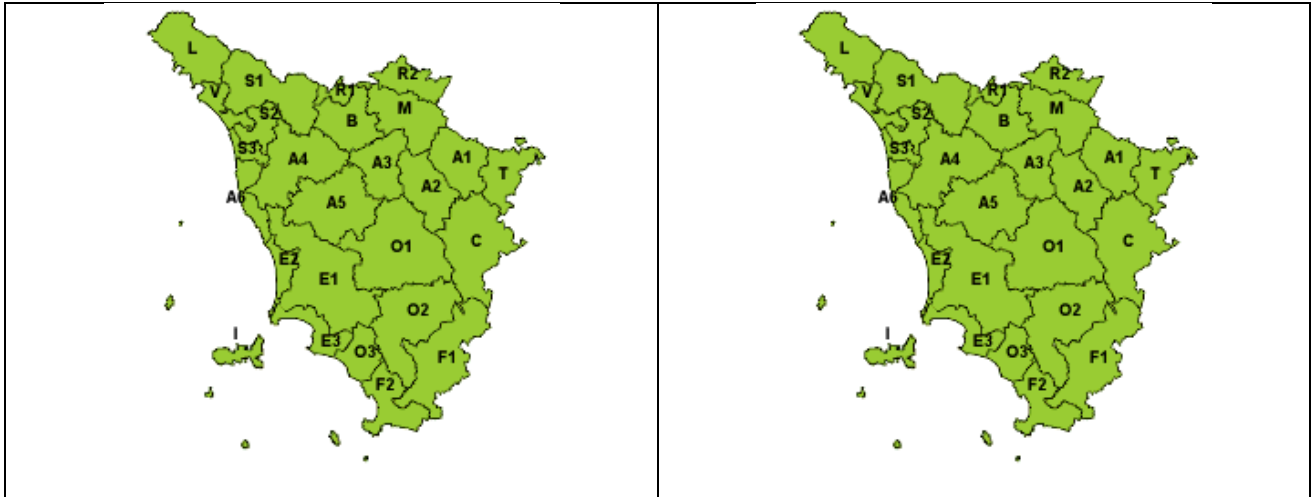 L
S1
R2
V
R1
M
S2
B
S3
A4
A3
A1
T
A2
A6
A5
C
O1
E2
E1
O2
I
E3
O3
F1
F2
L
S1
R2
V
R1
M
S2
B
S3
A4
A3
A1
T
A2
A6
A5
C
O1
E2
E1
O2
I
E3
O3
F1
F2